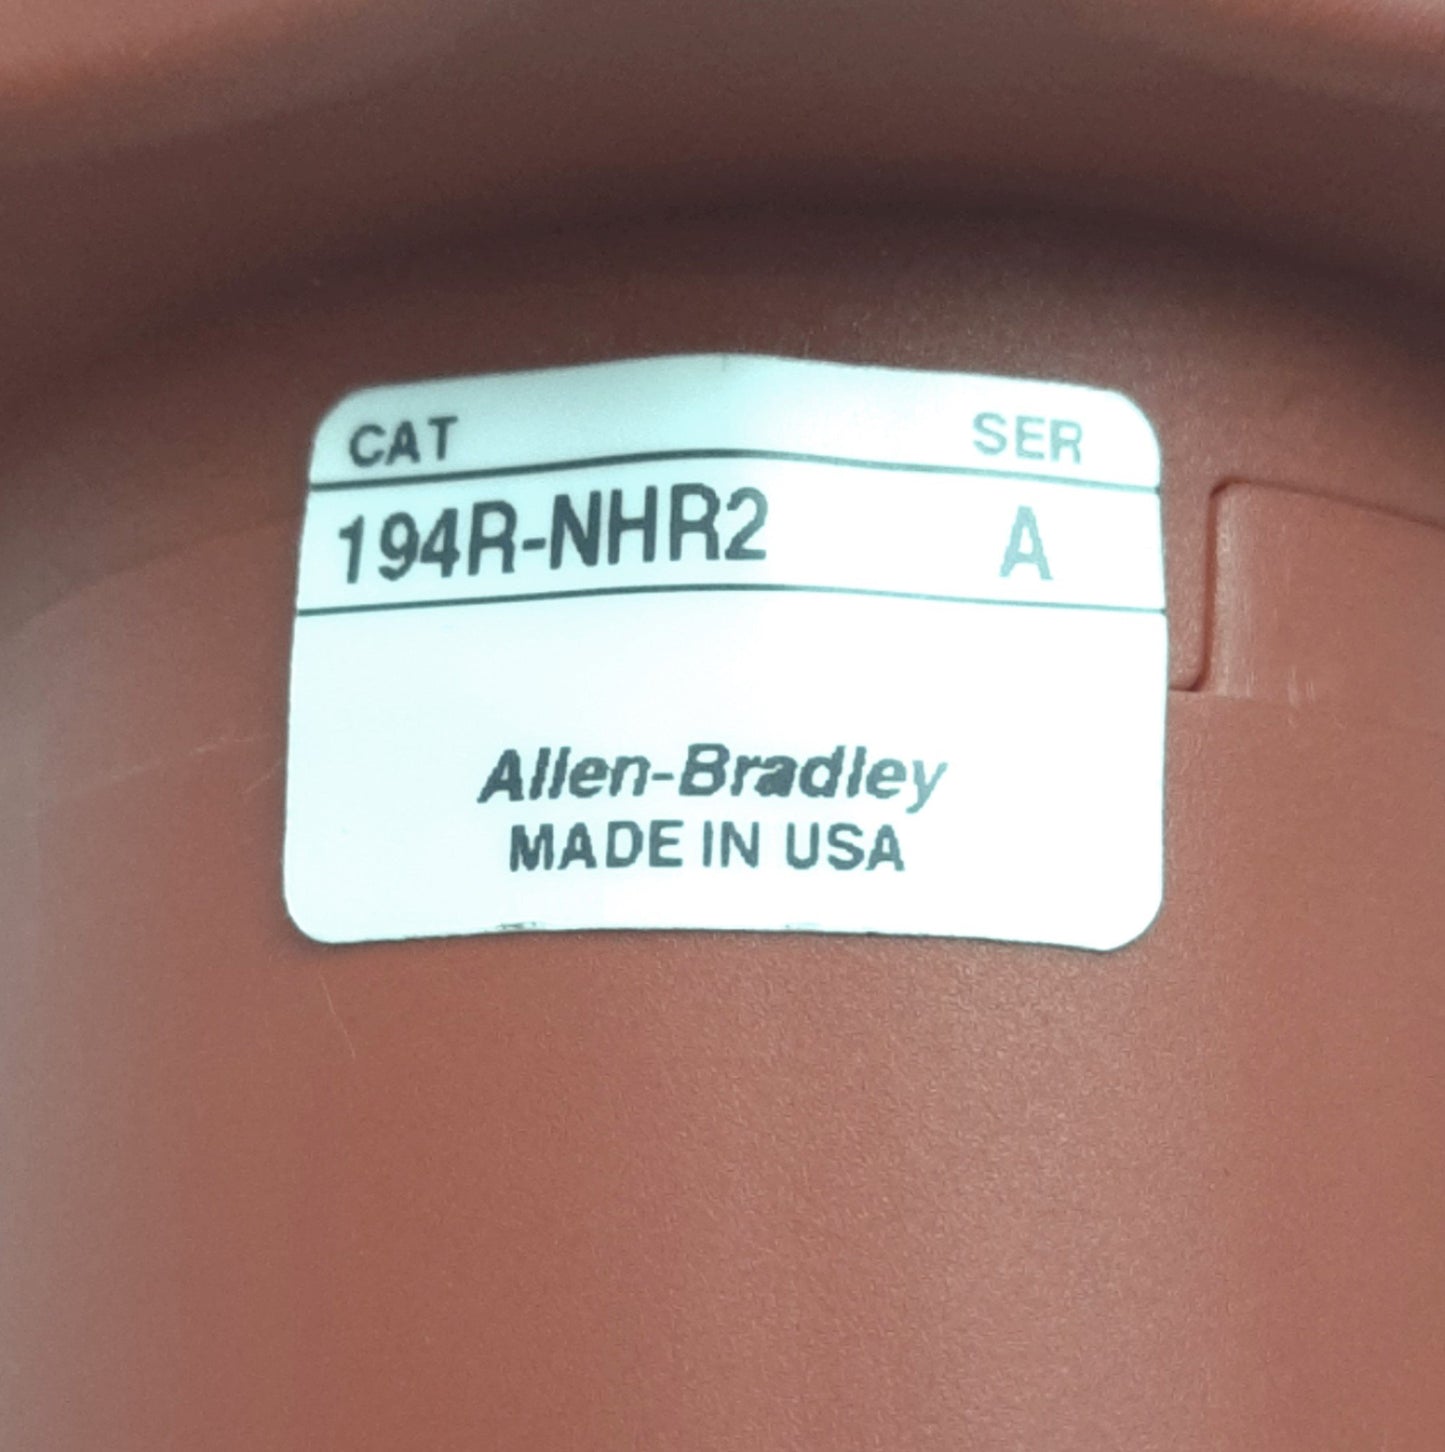 CAT SER
194R-NHR2 A
Allen-Bradley
MADE IN USA